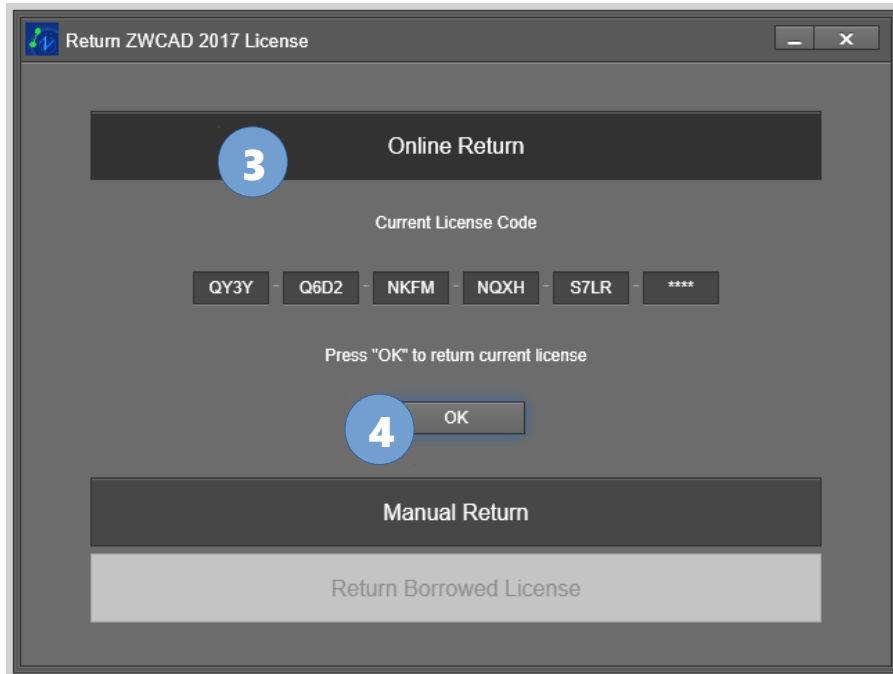 Return ZWCAD 2017 License
3
Online Return
Current License Code
QY3Y - Q6D2 - NKFM - NQXH - S7LR - ****
Press "OK" to return current license
4
OK
Manual Return
Return Borrowed License